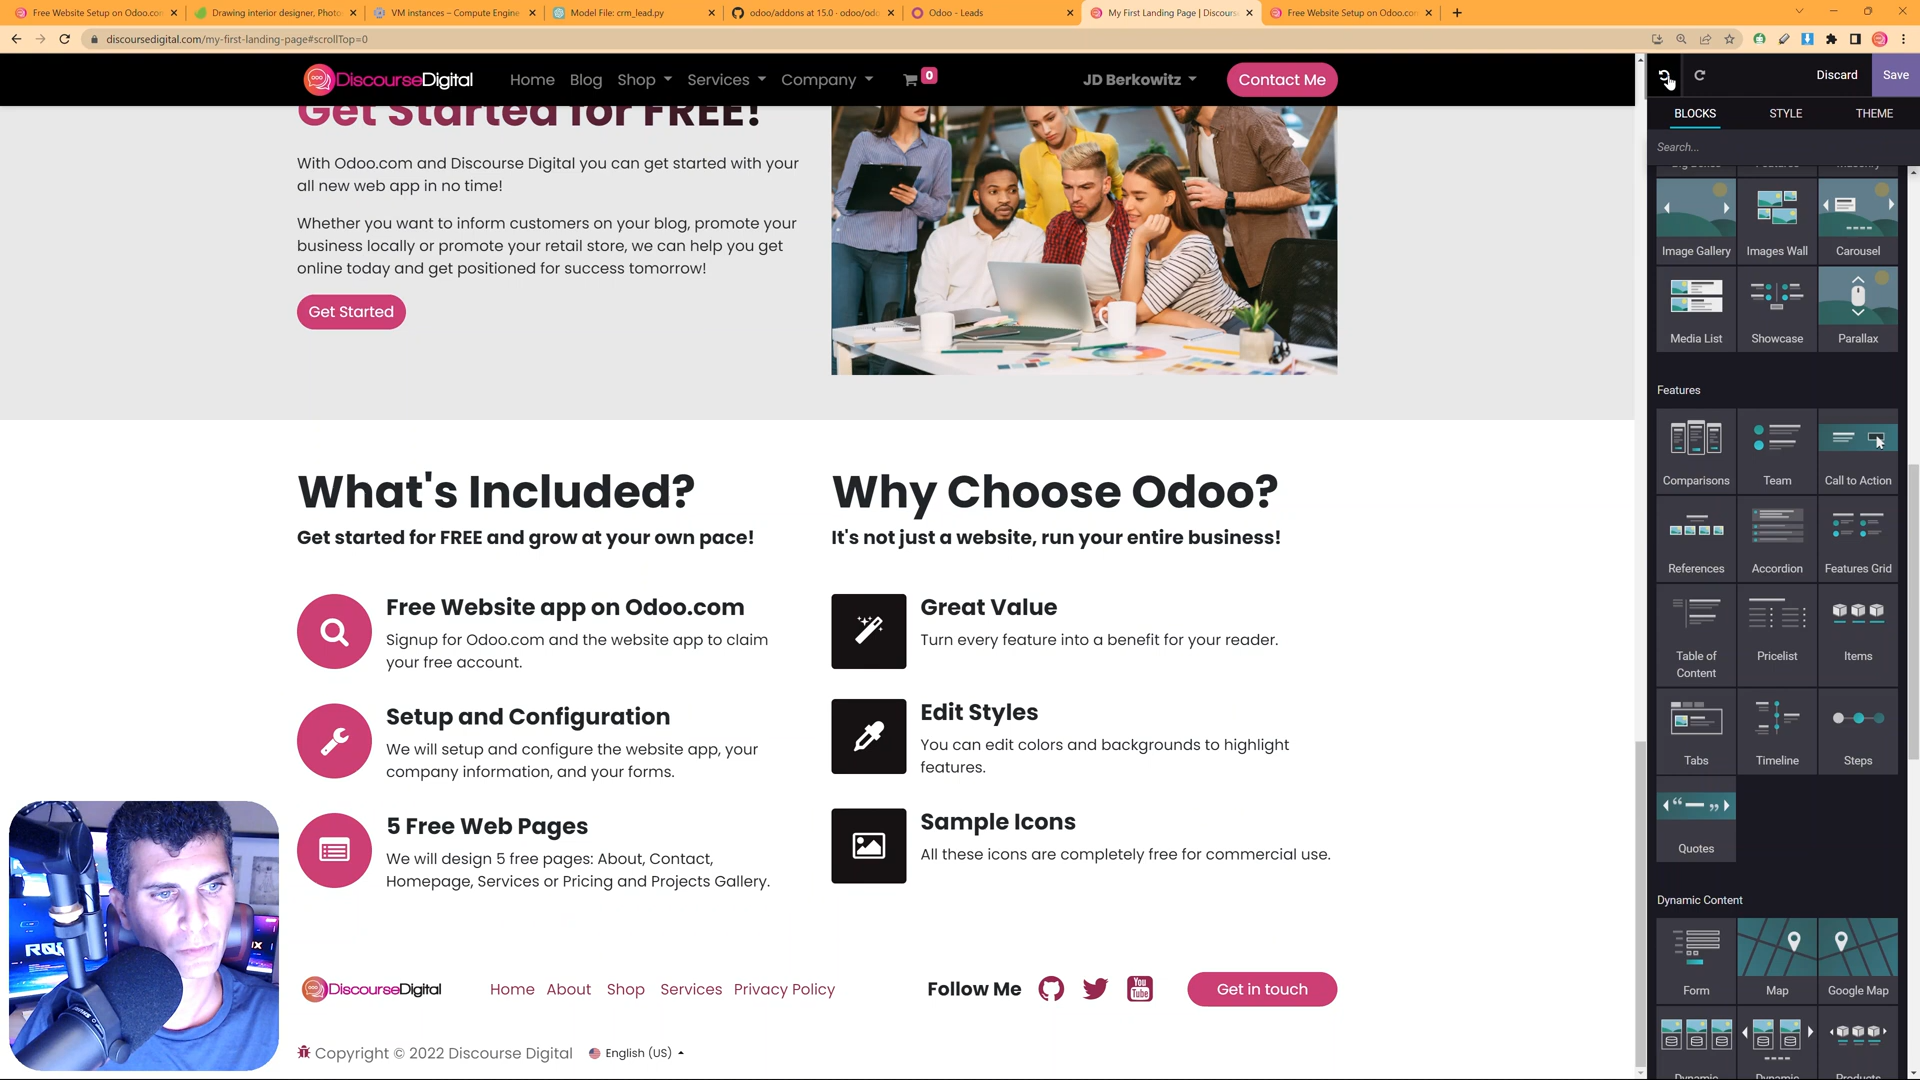 Free Website Setup on Odoo.com
Drawing interior designer, Photo
VM instances – Compute Engine
Model File: crm_lead.py
odoo/addons at 15.0 · odoo/odo
Odoo - Leads
My First Landing Page | Discours
Free Website Setup on Odoo.com
discoursedigital.com/my-first-landing-page#scrollTop=0
DiscourseDigital
Home
Blog
Shop
Services
Company
0
JD Berkowitz
Contact Me
Discard
Save
BLOCKS
STYLE
THEME
Search...
Get Started for FREE!
With Odoo.com and Discourse Digital you can get started with your
all new web app in no time!
Whether you want to inform customers on your blog, promote your
business locally or promote your retail store, we can help you get
online today and get positioned for success tomorrow!
Get Started
What's Included?
Get started for FREE and grow at your own pace!
Free Website app on Odoo.com
Signup for Odoo.com and the website app to claim
your free account.
Setup and Configuration
We will setup and configure the website app, your
company information, and your forms.
5 Free Web Pages
We will design 5 free pages: About, Contact,
Homepage, Services or Pricing and Projects Gallery.
Why Choose Odoo?
It's not just a website, run your entire business!
Great Value
Turn every feature into a benefit for your reader.
Edit Styles
You can edit colors and backgrounds to highlight
features.
Sample Icons
All these icons are completely free for commercial use.
DiscourseDigital
Home
About
Shop
Services
Privacy Policy
Follow Me
You
Tube
Get in touch
Copyright © 2022 Discourse Digital
English (US)
Image Gallery
Images Wall
Carousel
Media List
Showcase
Parallax
Features
Comparisons
Team
Call to Action
References
Accordion
Features Grid
Table of
Content
Pricelist
Items
Tabs
Timeline
Steps
Quotes
Dynamic Content
Form
Map
Google Map